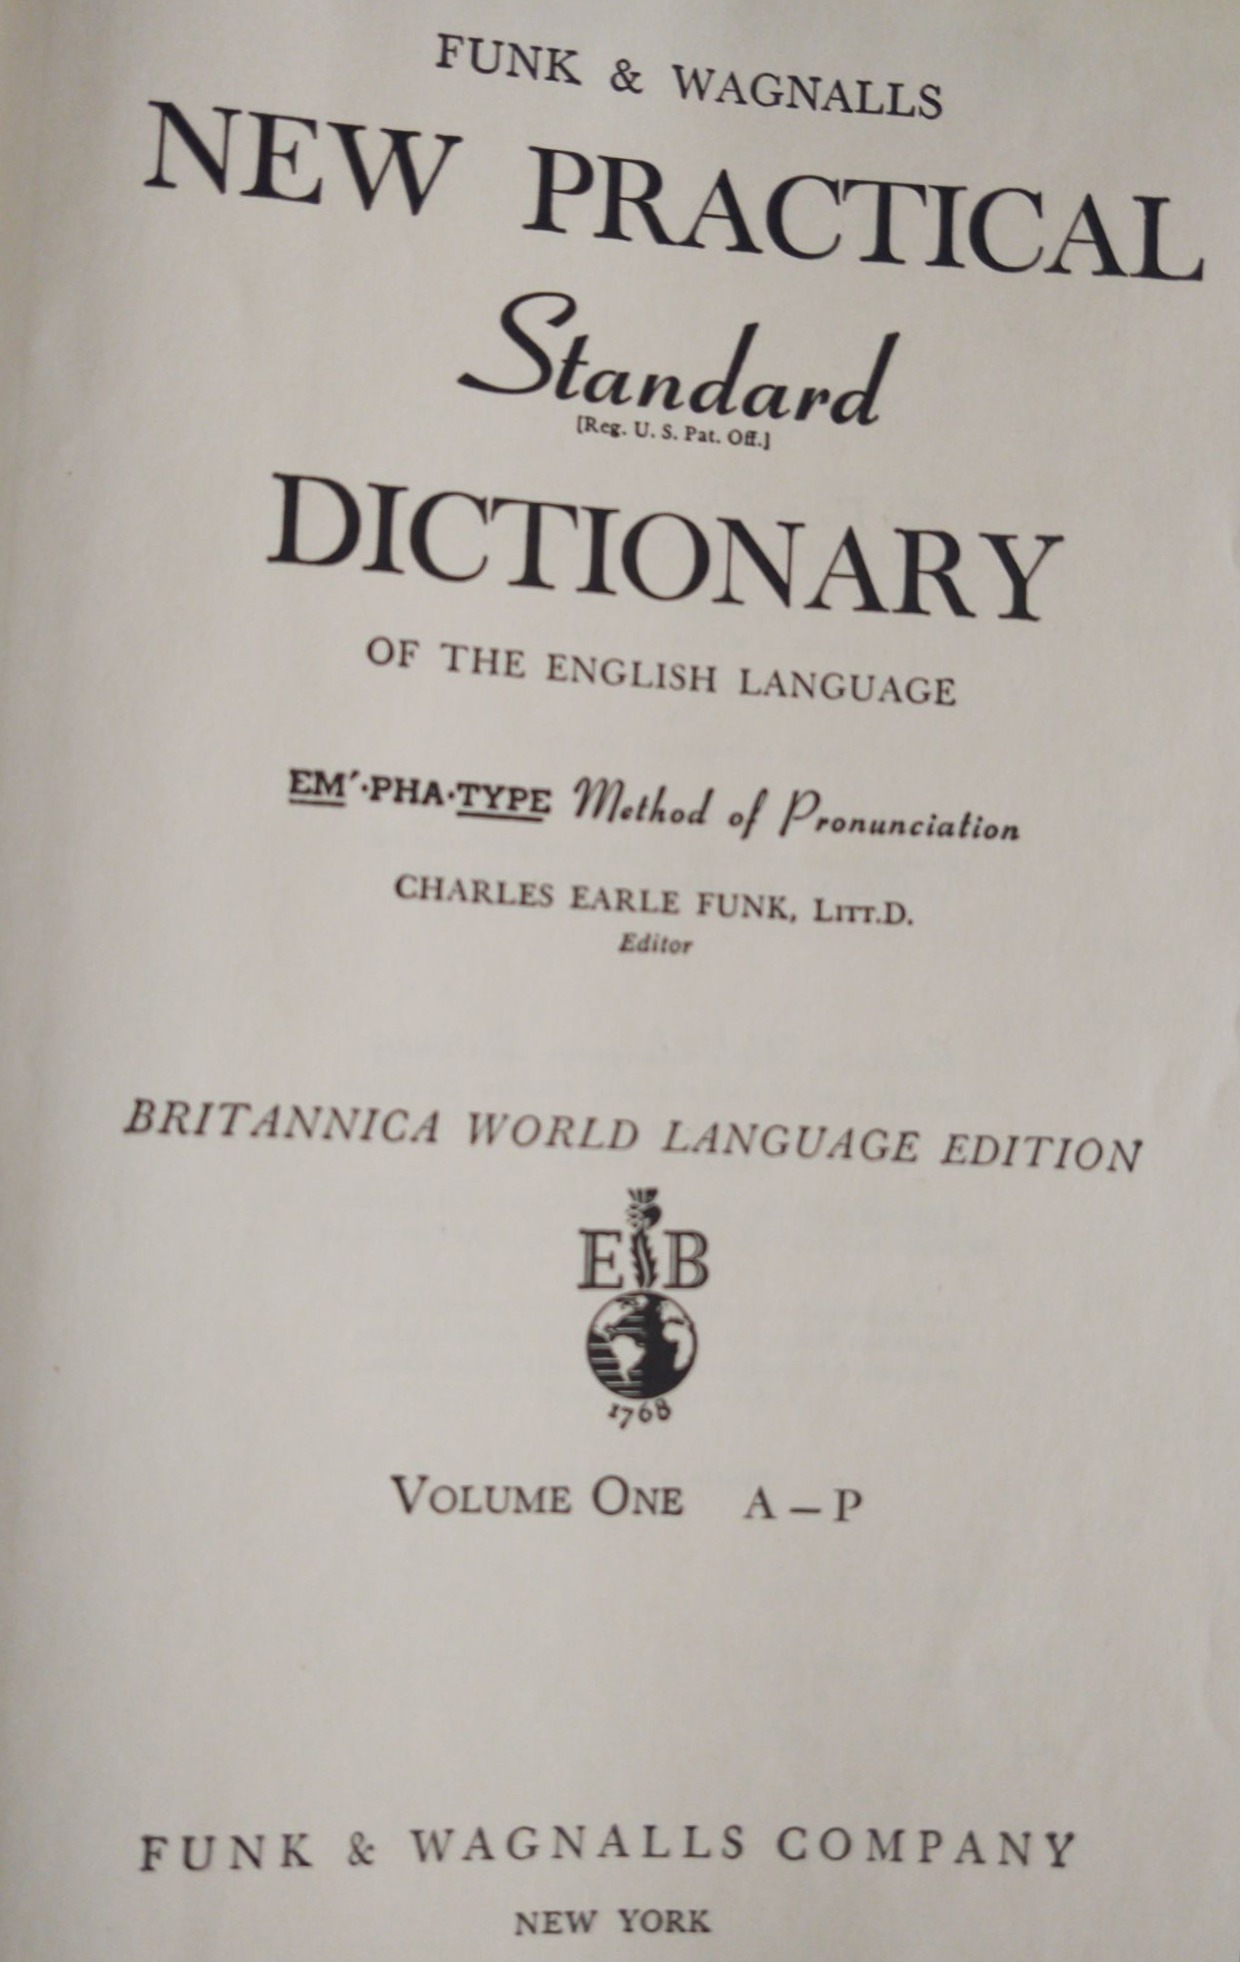 FUNK & WAGNALLS
NEW PRACTICAL
Standard
[Reg. U. S. Pat. Off.]
DICTIONARY
OF THE ENGLISH LANGUAGE
EM′·PHA·TYPE Method of Pronunciation
CHARLES EARLE FUNK, LITT.D.
Editor
BRITANNICA WORLD LANGUAGE EDITION
EB
1768
VOLUME ONE A – P
FUNK & WAGNALLS COMPANY
NEW YORK